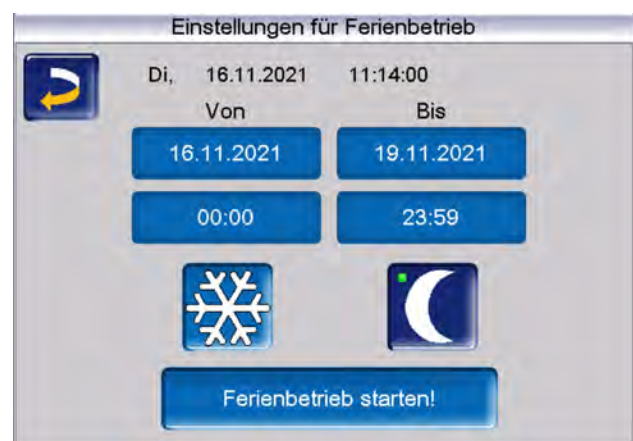 Einstellungen für Ferienbetrieb
Di, 16.11.2021 11:14:00
Von Bis
16.11.2021 19.11.2021
00:00 23:59
Ferienbetrieb starten!